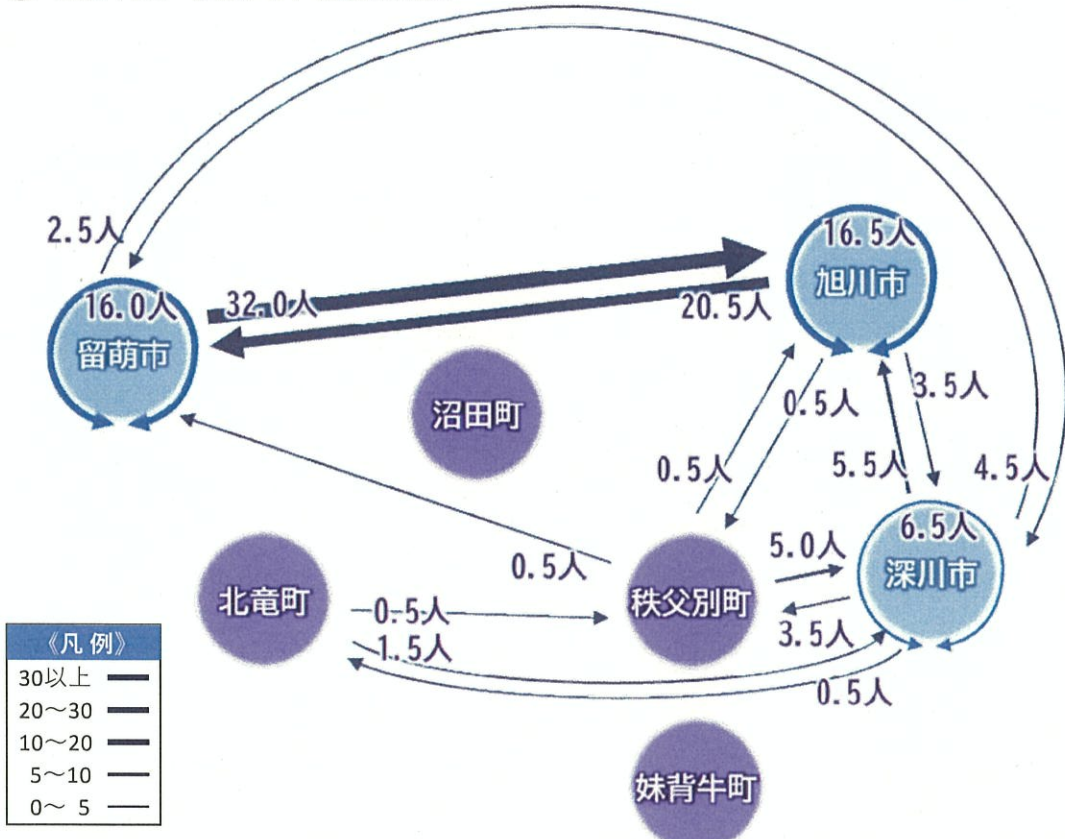 2.5人
16.0人
留萌市
32.0人
20.5人
16.5人
旭川市
沼田町
0.5人
3.5人
0.5人
5.5人
4.5人
6.5人
深川市
0.5人
5.0人
北竜町
秩父別町
0.5人
3.5人
1.5人
0.5人
妹背牛町
《凡 例》
30以上
20～30
10～20
5～10
0～ 5